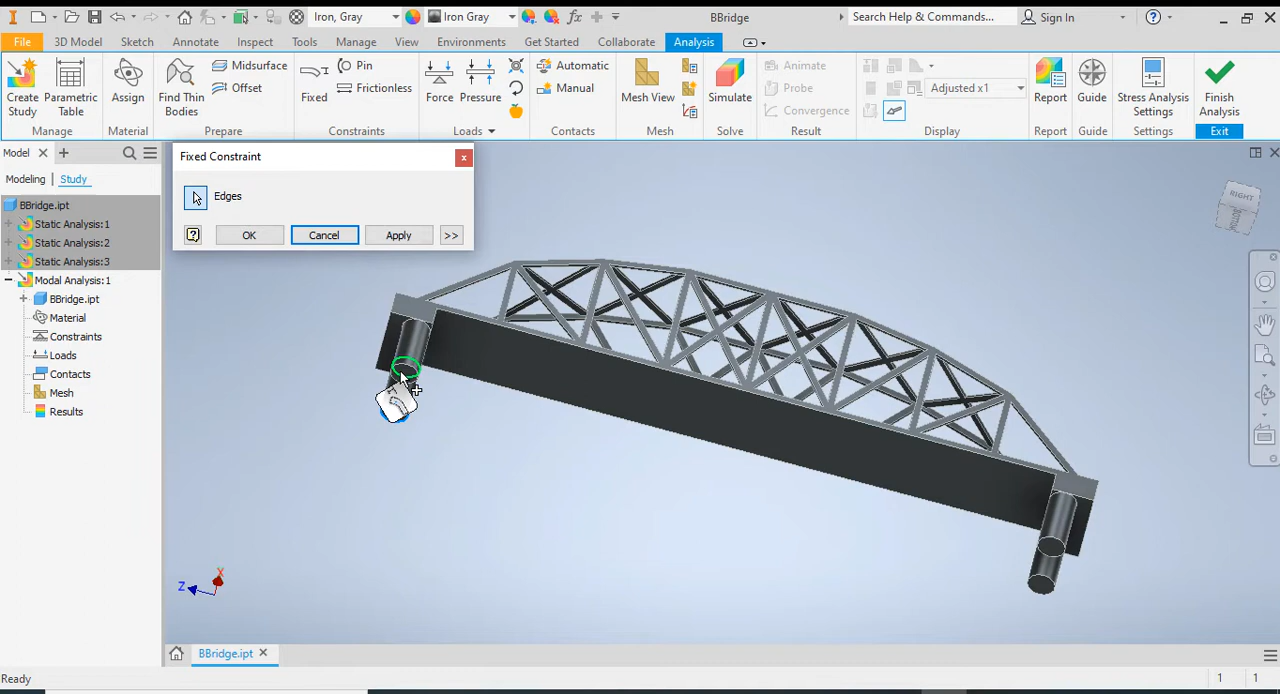 Iron, Gray
Iron Gray
BBridge
Search Help & Commands...
Sign In
File
3D Model
Sketch
Annotate
Inspect
Tools
Manage
View
Environments
Get Started
Collaborate
Analysis
Create Study
Parametric Table
Manage
Assign
Material
Find Thin Bodies
Midsurface
Offset
Prepare
Fixed
Pin
Frictionless
Constraints
Force
Pressure
Loads
Automatic
Manual
Contacts
Mesh View
Mesh
Simulate
Solve
Animate
Probe
Convergence
Result
Adjusted x1
Display
Report
Report
Guide
Guide
Stress Analysis Settings
Settings
Finish Analysis
Exit
Model
Modeling
Study
BBridge.ipt
Static Analysis:1
Static Analysis:2
Static Analysis:3
Modal Analysis:1
BBridge.ipt
Material
Constraints
Loads
Contacts
Mesh
Results
Fixed Constraint
Edges
OK
Cancel
Apply
>>
RIGHT
BOTTOM
X
Z
BBridge.ipt
Ready
1
1